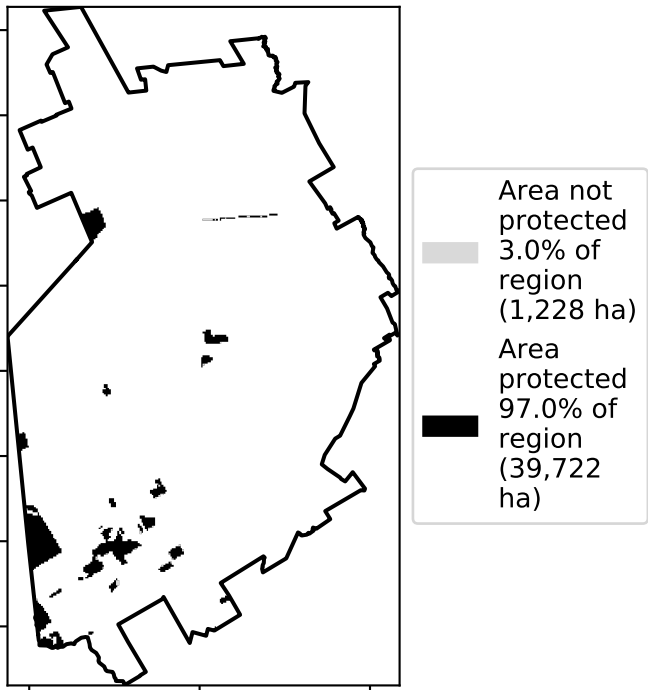 Area not
protected
3.0% of
region
(1,228 ha)
Area
protected
97.0% of
region
(39,722
ha)